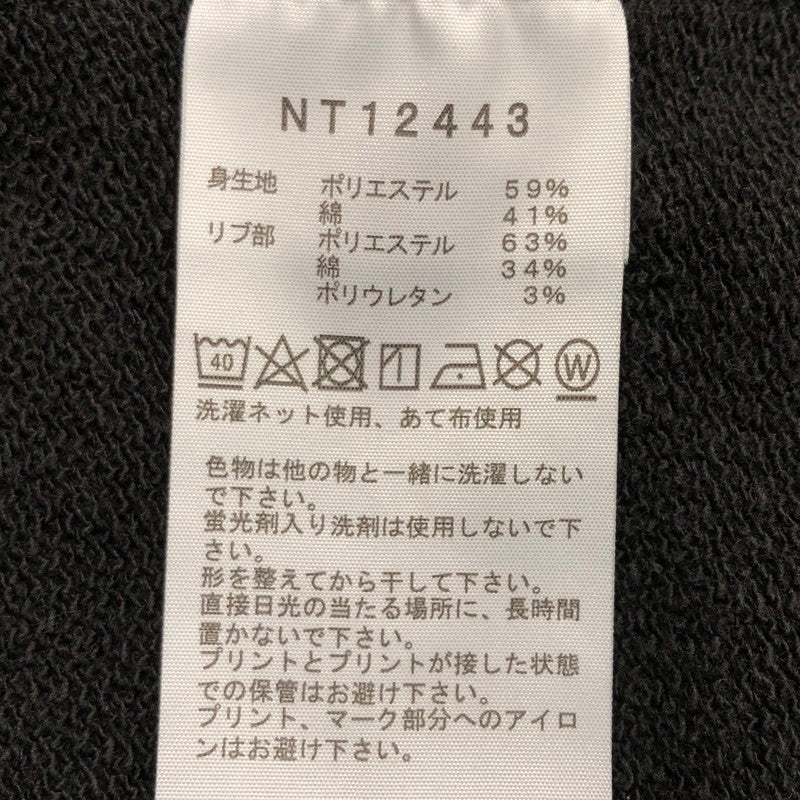 NT12443
身生地 ポリエステル 59%
綿 41%
リブ部 ポリエステル 63%
綿 34%
ポリウレタン 3%
40 W
洗濯ネット使用、あて布使用
色物は他の物と一緒に洗濯しない
で下さい。
蛍光剤入り洗剤は使用しないで下
さい。
形を整えてから干して下さい。
直接日光の当たる場所に、長時間
置かないで下さい。
プリントとプリントが接した状態
での保管はお避け下さい。
プリント、マーク部分へのアイロ
ンはお避け下さい。